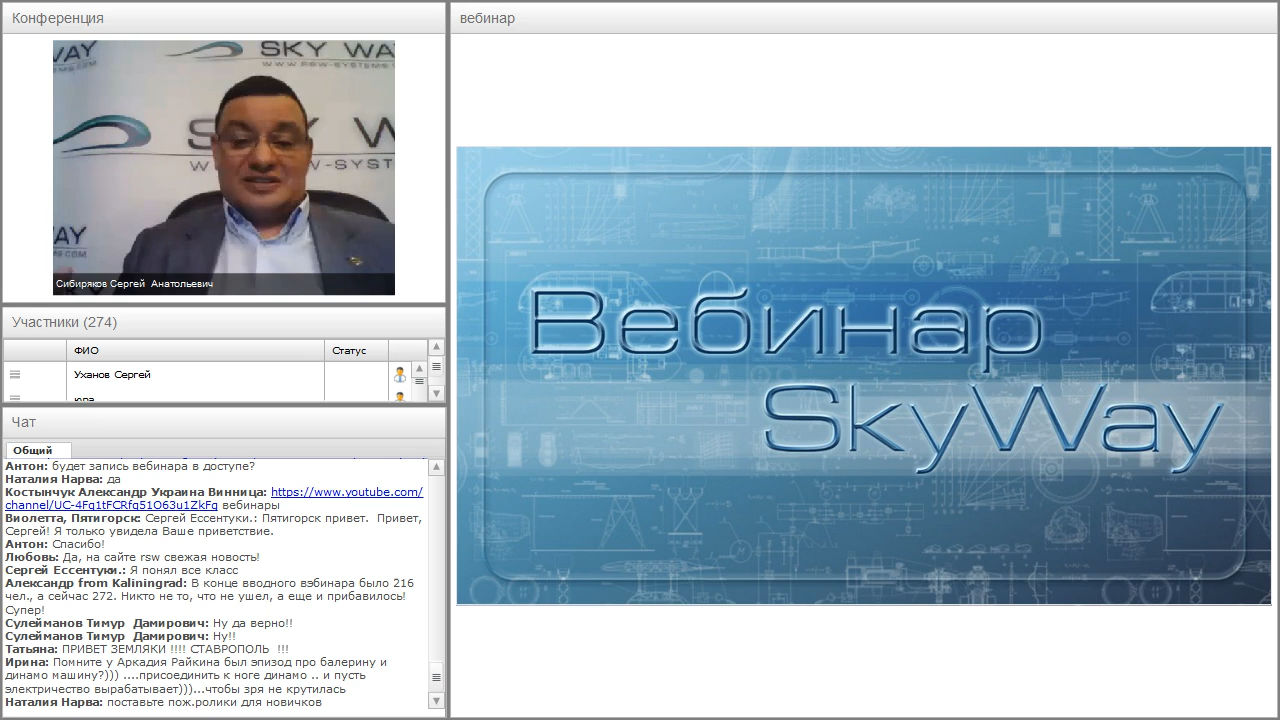 Конференция
WAY
SKY WA
SKY W
WAY
Сибиряков Сергей Анатольевич
Участники (274)
ФИО
Статус
Уханов Сергей
юра
Чат
Общий
Антон: будет запись вебинара в доступе?
Наталия Нарва: да
Костынчук Александр Украина Винница: https://www.youtube.com/
channel/UC-4Fq1tFCRfq51O63u1ZkFg вебинары
Виолетта, Пятигорск: Сергей Ессентуки.: Пятигорск привет. Привет,
Сергей! Я только увидела Ваше приветствие.
Антон: Спасибо!
Любовь: Да, на сайте rsw свежая новость!
Сергей Ессентуки.: Я понял все класс
Александр from Kaliningrad: В конце вводного вэбинара было 216
чел., а сейчас 272. Никто не то, что не ушел, а еще и прибавилось!
Супер!
Сулейманов Тимур Дамирович: Ну да верно!!
Сулейманов Тимур Дамирович: Ну!!
Татьяна: ПРИВЕТ ЗЕМЛЯКИ !!!! СТАВРОПОЛЬ !!!
Ирина: Помните у Аркадия Райкина был эпизод про балерину и
динамо машину?))) ....присоединить к ноге динамо .. и пусть
электричество вырабатывает)))...чтобы зря не крутилась
Наталия Нарва: поставьте пож.ролики для новичков
вебинар
Вебинар
SkyWay